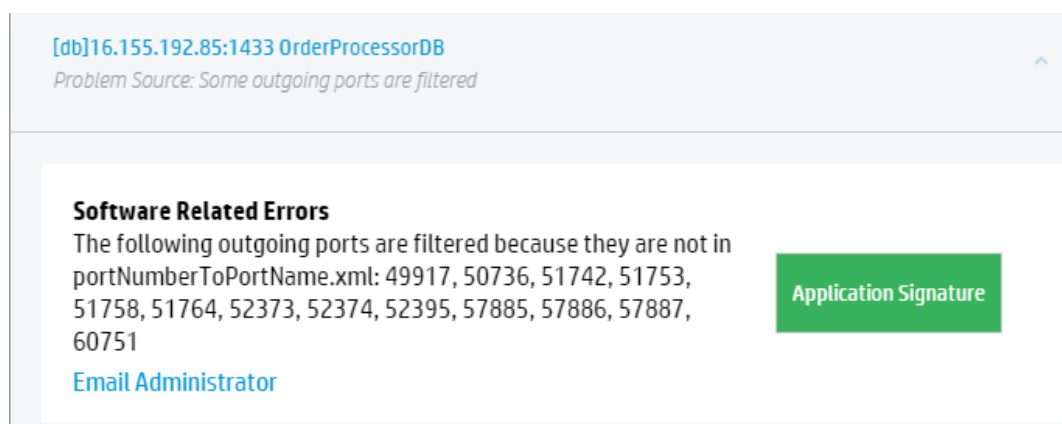 [db]16.155.192.85:1433 OrderProcessorDB
Problem Source: Some outgoing ports are filtered
Software Related Errors
The following outgoing ports are filtered because they are not in
portNumberToPortName.xml: 49917, 50736, 51742, 51753,
51758, 51764, 52373, 52374, 52395, 57885, 57886, 57887,
60751
Application Signature
Email Administrator